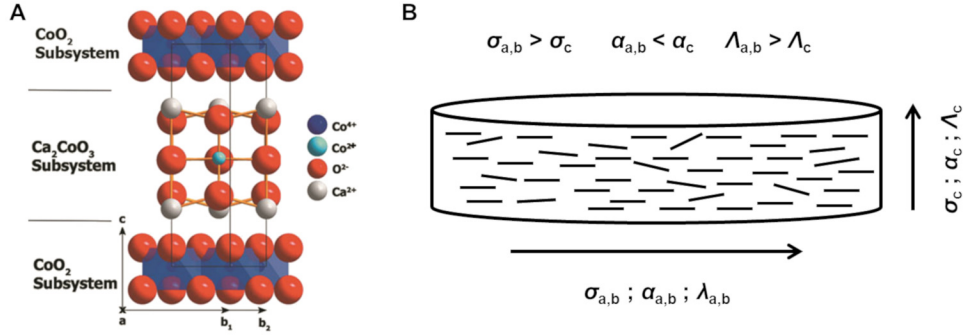 A
CoO₂
Subsystem
Ca₂CoO₃
Subsystem
CoO₂
Subsystem
c
a
b₁
b₂
Co⁴⁺
Co²⁺
O²⁻
Ca²⁺
B
σa,b > σc αa,b < αc Λa,b > Λc
σc ; αc ; Λc
σa,b ; αa,b ; λa,b